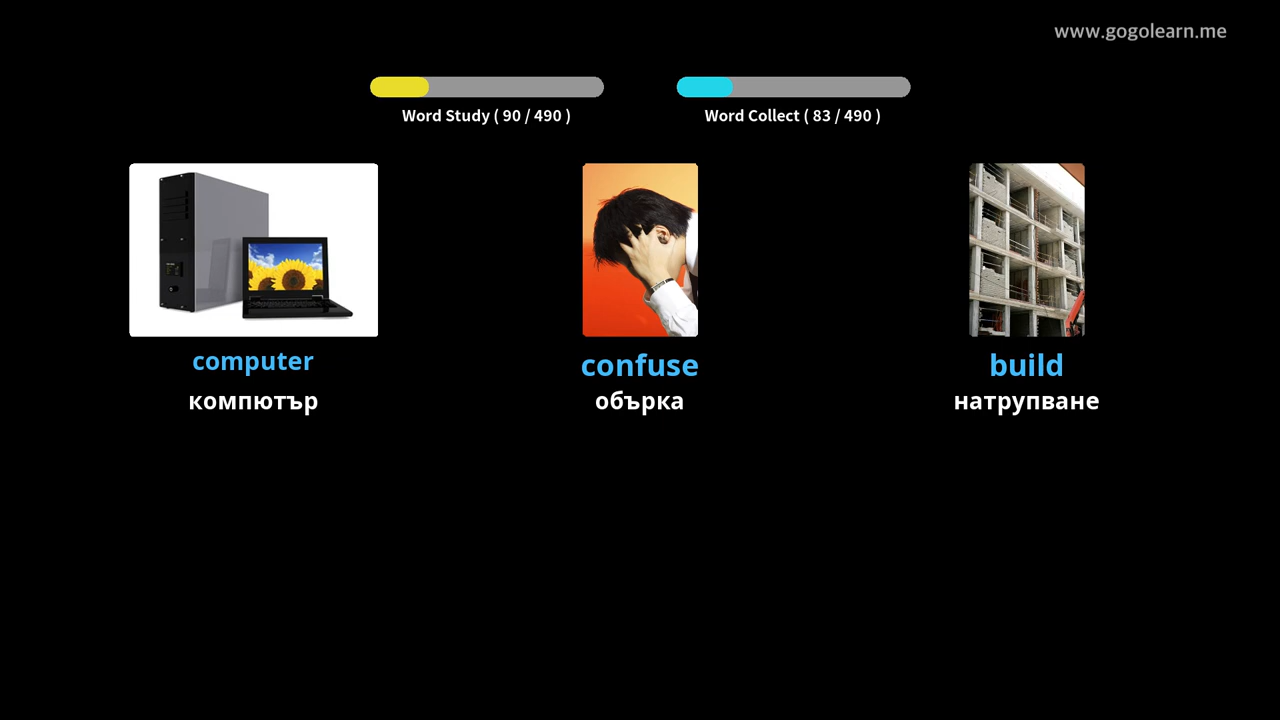 www.gogolearn.me
Word Study ( 90 / 490 )
Word Collect ( 83 / 490 )
computer
компютър
confuse
обърка
build
натрупване